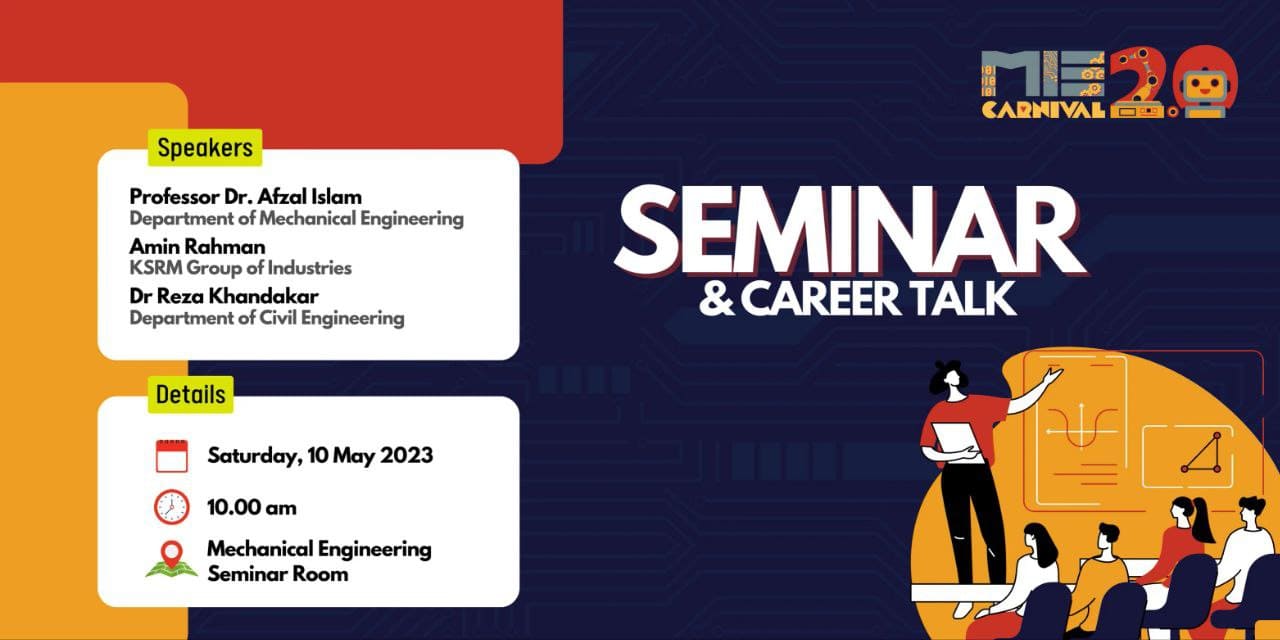 MIE
CARNIVAL 2.0
Speakers
Professor Dr. Afzal Islam
Department of Mechanical Engineering
Amin Rahman
KSRM Group of Industries
Dr Reza Khandakar
Department of Civil Engineering
SEMINAR
& CAREER TALK
Details
Saturday, 10 May 2023
10.00 am
Mechanical Engineering
Seminar Room